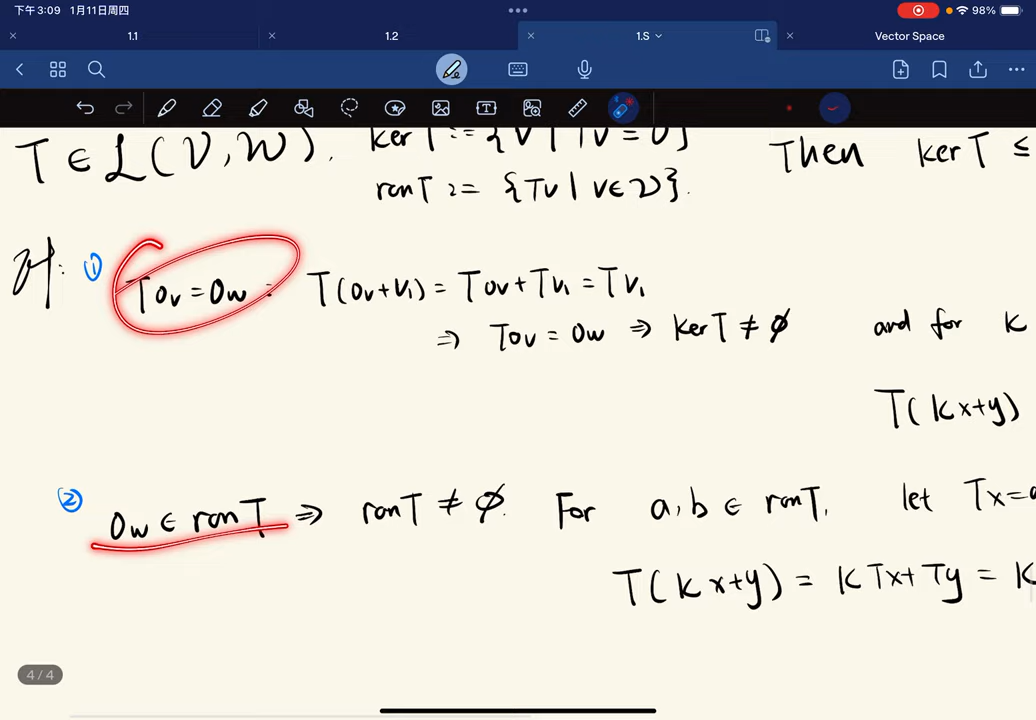 下午3:09 1月11日周四
98%
1.1
1.2
1.S
Vector Space
T ∈ L(V, W). ker T := {v | Tv = 0}
Then ker T ≤
ran T := {Tv | v ∈ V}.
pf: ① T0v = 0w : T(0v + v₁) = T0v + Tv₁ = Tv₁
⇒ T0v = 0w ⇒ ker T ≠ ∅ and for k
T(kx+y)
② 0w ∈ ran T ⇒ ran T ≠ ∅. For a, b ∈ ran T, let Tx =
T(kx+y) = kTx + Ty = k
4 / 4